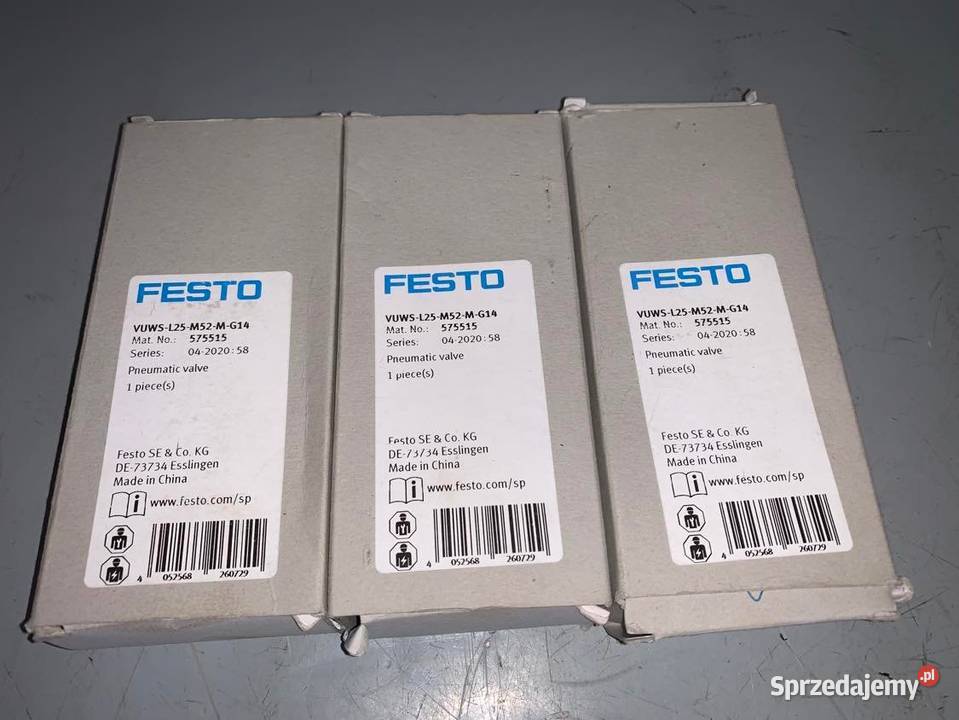 FESTO
VUWS-L25-M52-M-G14
Mat. No.: 575515
Series: 04-2020:58
Pneumatic valve
1 piece(s)
Festo SE & Co. KG
DE-73734 Esslingen
Made in China
www.festo.com/sp
4 052568 260729
FESTO
VUWS-L25-M52-M-G14
Mat. No.: 575515
Series: 04-2020:58
Pneumatic valve
1 piece(s)
Festo SE & Co. KG
DE-73734 Esslingen
Made in China
www.festo.com/sp
4 052568 260729
FESTO
VUWS-L25-M52-M-G14
Mat. No.: 575515
Series: 04-2020:58
Pneumatic valve
1 piece(s)
Festo SE & Co. KG
DE-73734 Esslingen
Made in China
www.festo.com/sp
4 052568 260729
Sprzedajemy.pl